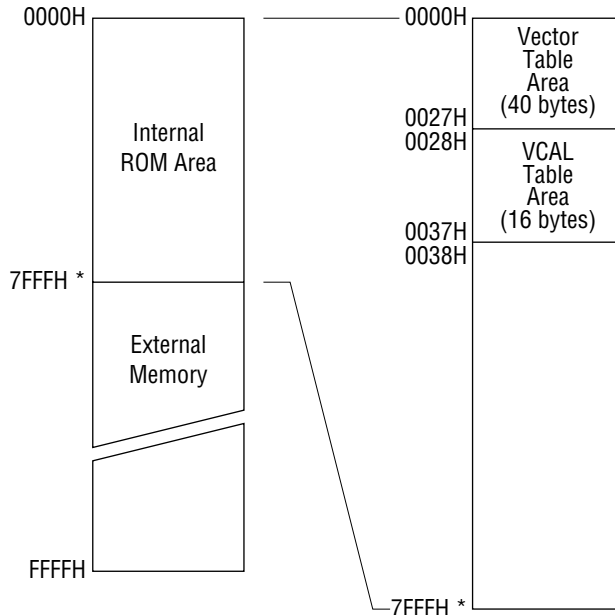 0000H
Internal
ROM Area
7FFFH *
External
Memory
FFFFH
0000H
Vector
Table
Area
(40 bytes)
0027H
0028H
VCAL
Table
Area
(16 bytes)
0037H
0038H
7FFFH *